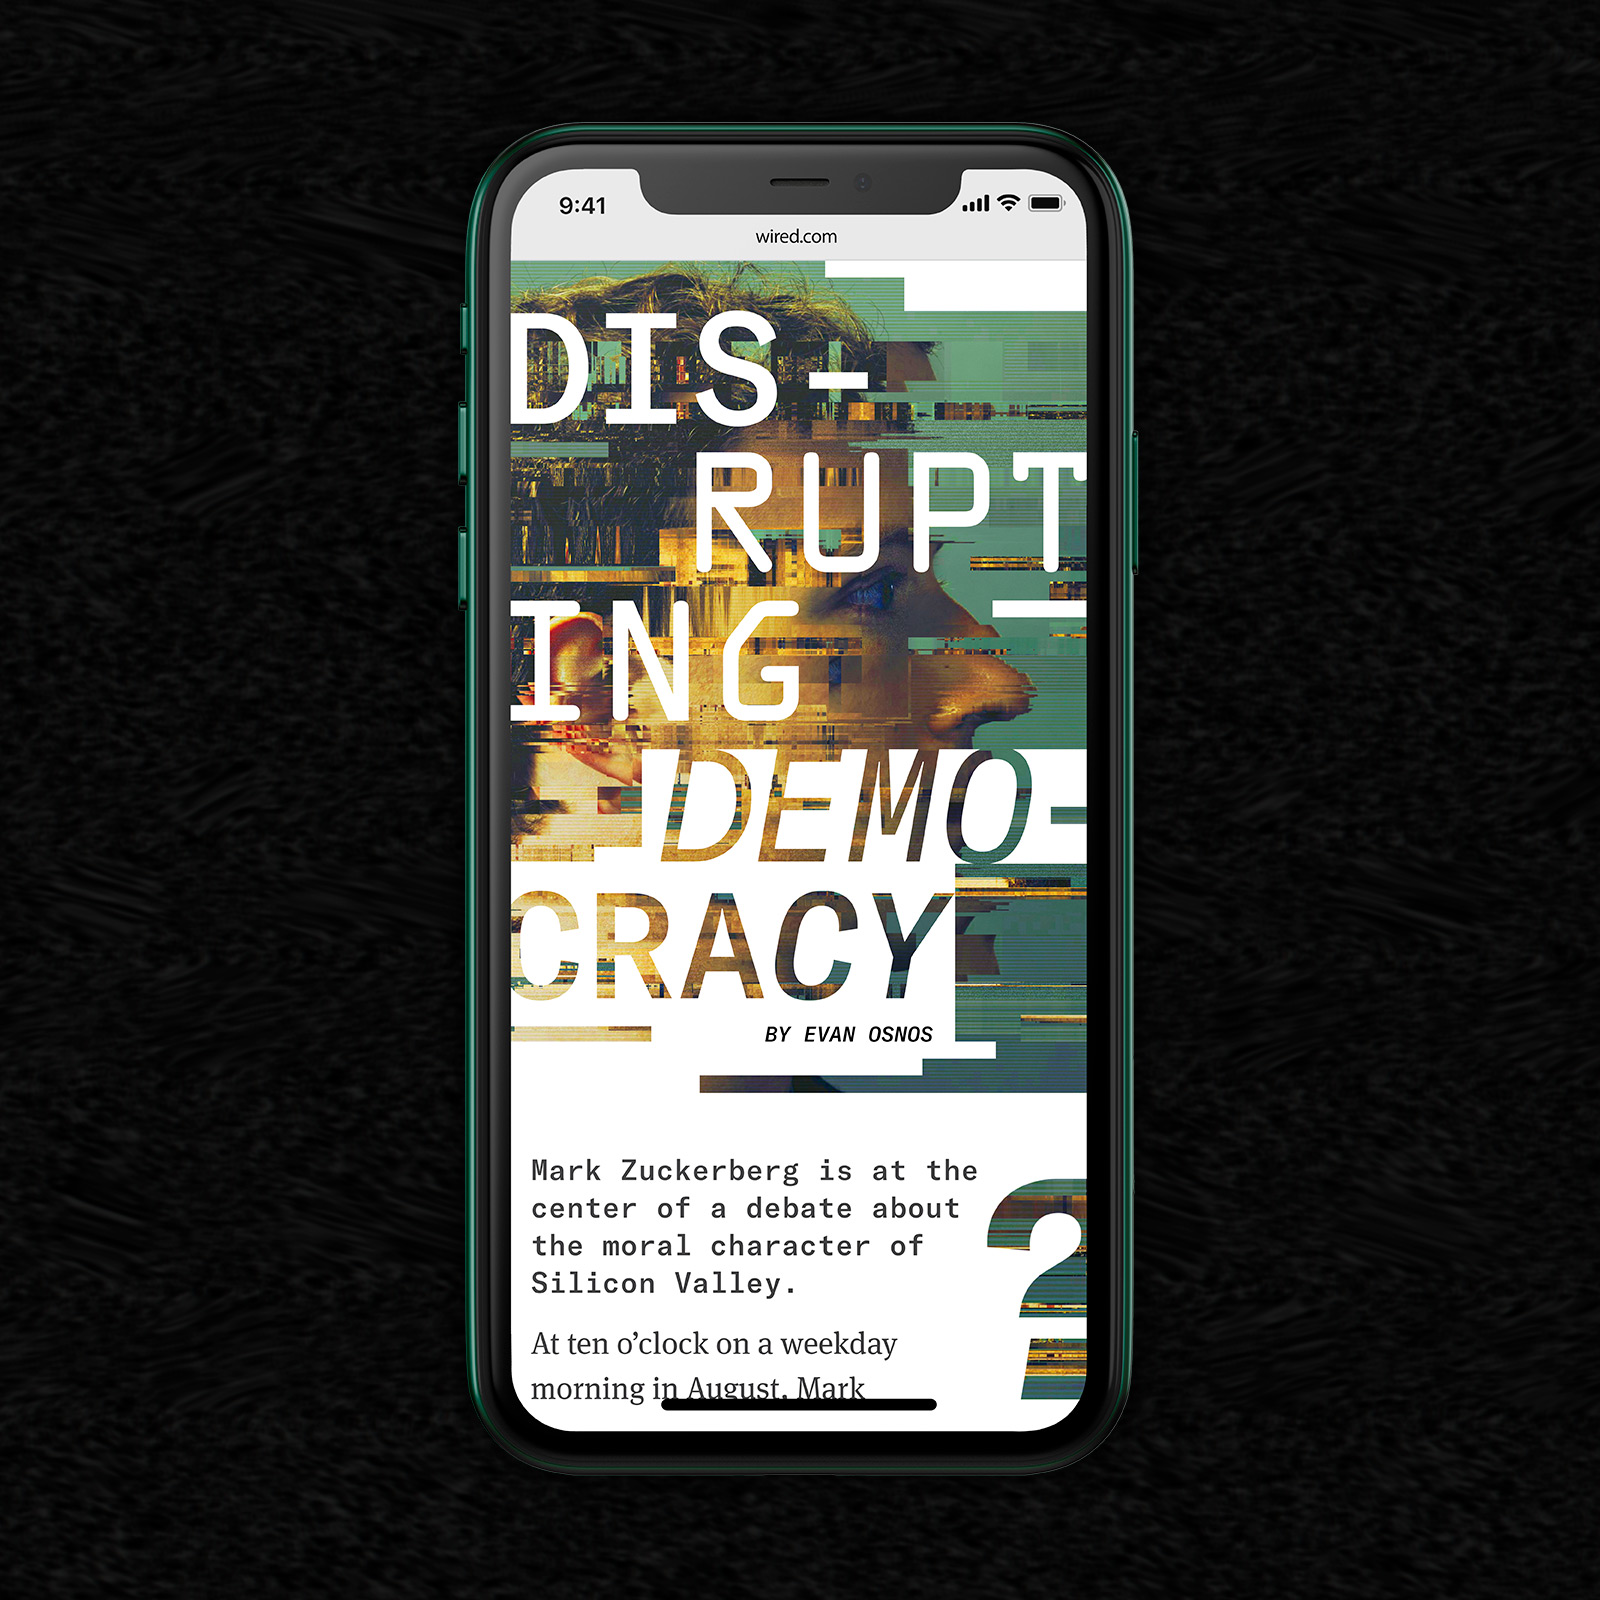 9:41
wired.com
DIS-
RUPT
ING
DEMO-
CRACY
BY EVAN OSNOS
Mark Zuckerberg is at the
center of a debate about
the moral character of
Silicon Valley.
?
At ten o’clock on a weekday
morning in August, Mark